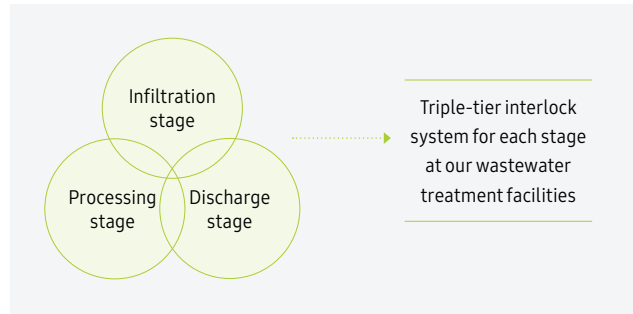 Infiltration
stage
Processing
stage
Discharge
stage
Triple-tier interlock
system for each stage
at our wastewater
treatment facilities